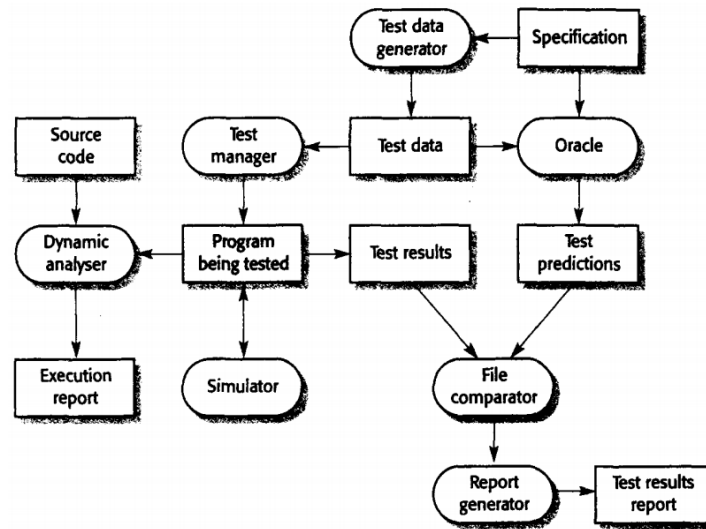 Test data
generator
Specification
Source
code
Test
manager
Test data
Oracle
Dynamic
analyser
Program
being tested
Test results
Test
predictions
Execution
report
Simulator
File
comparator
Report
generator
Test results
report